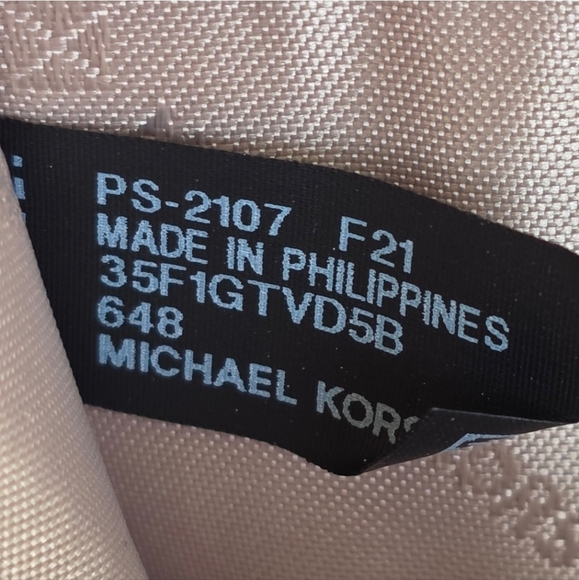 PS-2107 F21
MADE IN PHILIPPINES
35F1GTVD5B
648
MICHAEL KORS